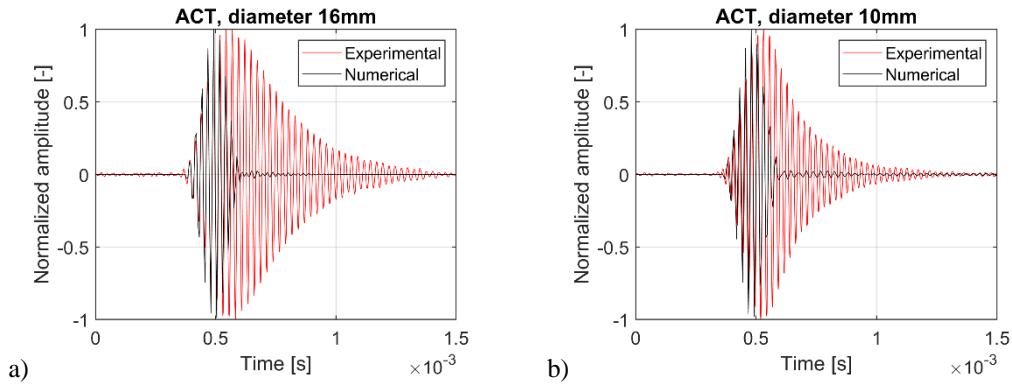 ACT, diameter 16mm
Experimental
Numerical
Normalized amplitude [-]
1
0.5
0
-0.5
-1
0
0.5
1
1.5
Time [s]
×10⁻³
a)
ACT, diameter 10mm
Experimental
Numerical
Normalized amplitude [-]
1
0.5
0
-0.5
-1
0
0.5
1
1.5
Time [s]
×10⁻³
b)